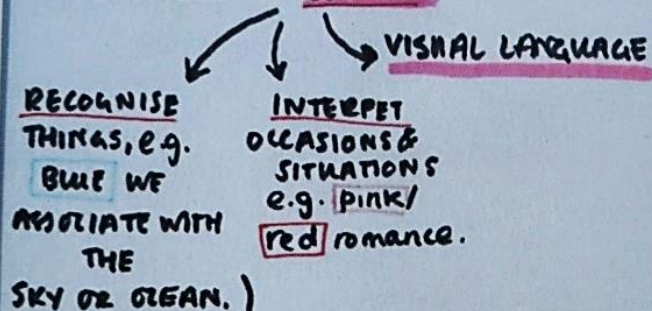 VISUAL LANGUAGE
RECOGNISE
THINGS, e.g.
BLUE WE
ASSOCIATE WITH
THE
SKY OR OCEAN. )
INTERPET
OCCASIONS &
SITUATIONS
e.g. pink/
red romance.